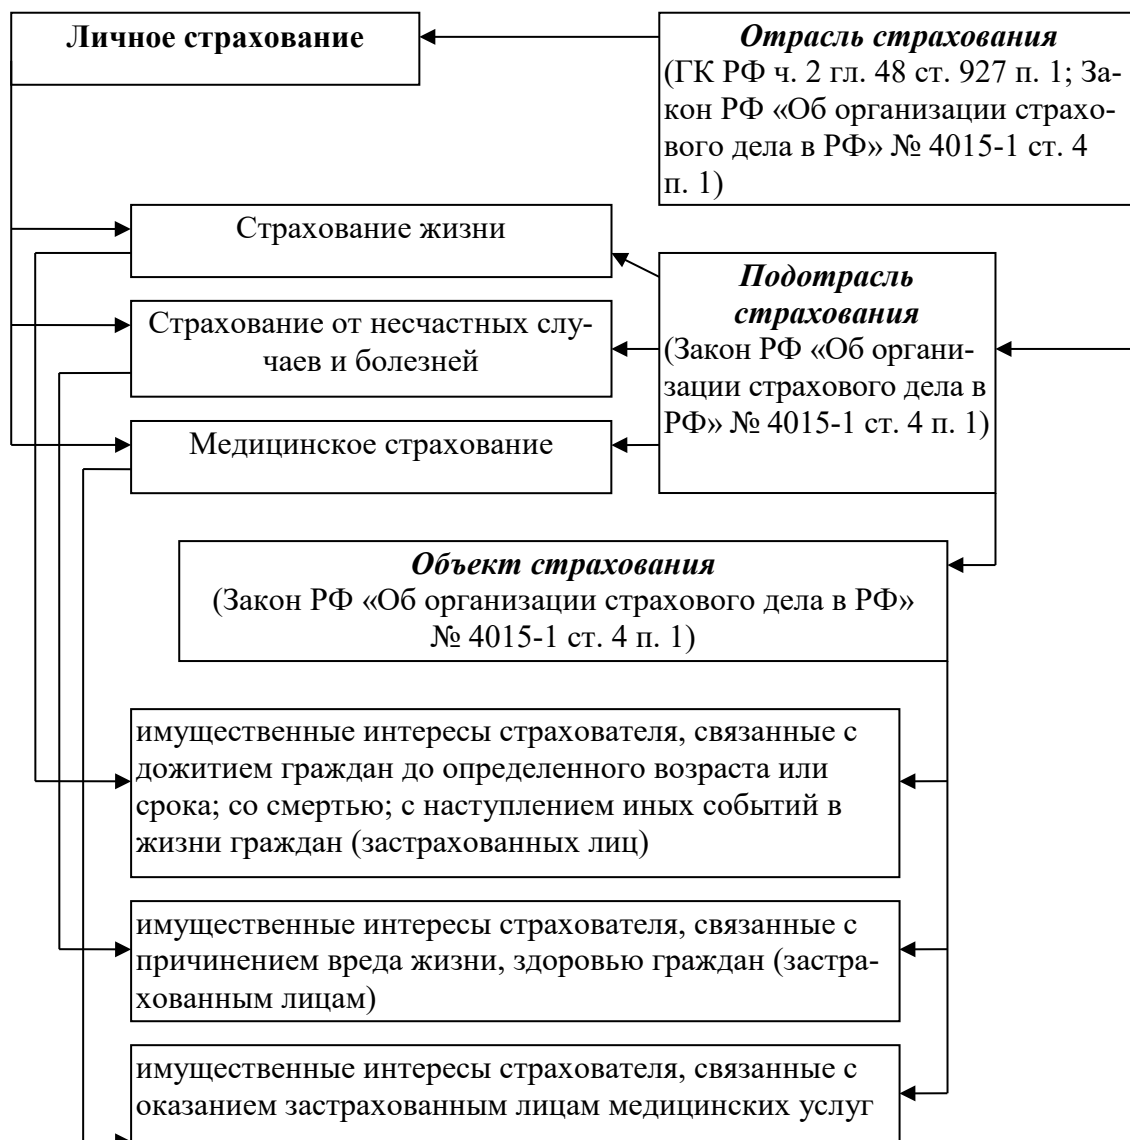 Личное страхование
Отрасль страхования
(ГК РФ ч. 2 гл. 48 ст. 927 п. 1; За-
кон РФ «Об организации страхо-
вого дела в РФ» № 4015-1 ст. 4
п. 1)
Страхование жизни
Страхование от несчастных слу-
чаев и болезней
Медицинское страхование
Подотрасль
страхования
(Закон РФ «Об органи-
зации страхового дела в
РФ» № 4015-1 ст. 4 п. 1)
Объект страхования
(Закон РФ «Об организации страхового дела в РФ»
№ 4015-1 ст. 4 п. 1)
имущественные интересы страхователя, связанные с
дожитием граждан до определенного возраста или
срока; со смертью; с наступлением иных событий в
жизни граждан (застрахованных лиц)
имущественные интересы страхователя, связанные с
причинением вреда жизни, здоровью граждан (застра-
хованным лицам)
имущественные интересы страхователя, связанные с
оказанием застрахованным лицам медицинских услуг